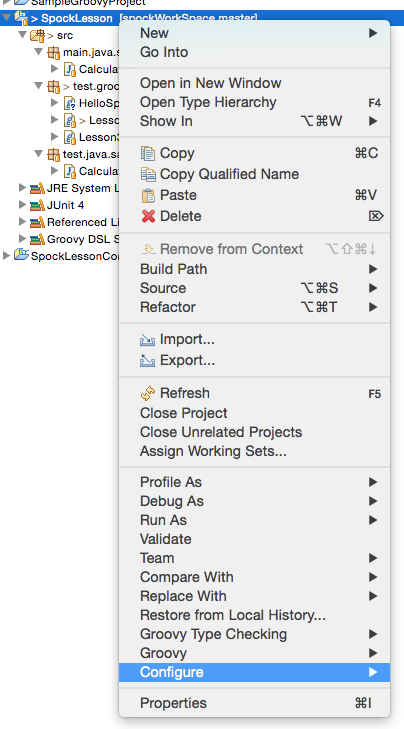 SampleGroovyProject
> SpockLesson [spockWorkSpace master]
> src
main.java.s
Calcula
> test.groo
HelloSp
> Lesso
Lesson3
test.java.sa
Calcula
JRE System L
JUnit 4
Referenced Li
Groovy DSL S
SpockLessonCor
New
Go Into
Open in New Window
Open Type Hierarchy F4
Show In ⌥⌘W
Copy ⌘C
Copy Qualified Name
Paste ⌘V
Delete ⌦
Remove from Context ⌥⇧⌘↓
Build Path
Source ⌥⌘S
Refactor ⌥⌘T
Import...
Export...
Refresh F5
Close Project
Close Unrelated Projects
Assign Working Sets...
Profile As
Debug As
Run As
Validate
Team
Compare With
Replace With
Restore from Local History...
Groovy Type Checking
Groovy
Configure
Properties ⌘I